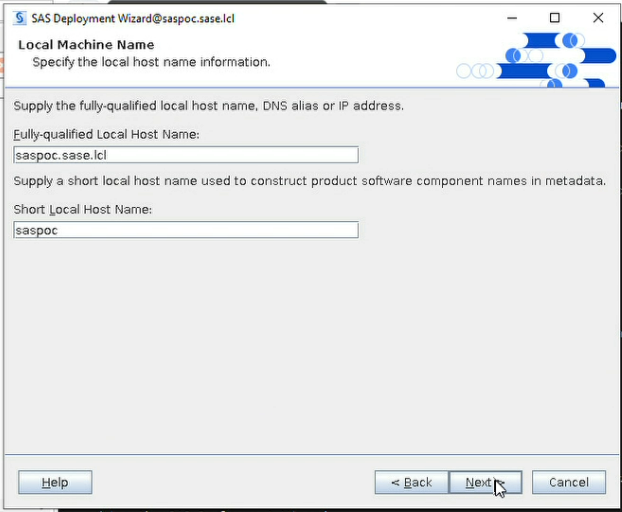 SAS Deployment Wizard@saspoc.sase.lcl
Local Machine Name
Specify the local host name information.
Supply the fully-qualified local host name, DNS alias or IP address.
Fully-qualified Local Host Name:
saspoc.sase.lcl
Supply a short local host name used to construct product software component names in metadata.
Short Local Host Name:
saspoc
Help
< Back
Next >
Cancel